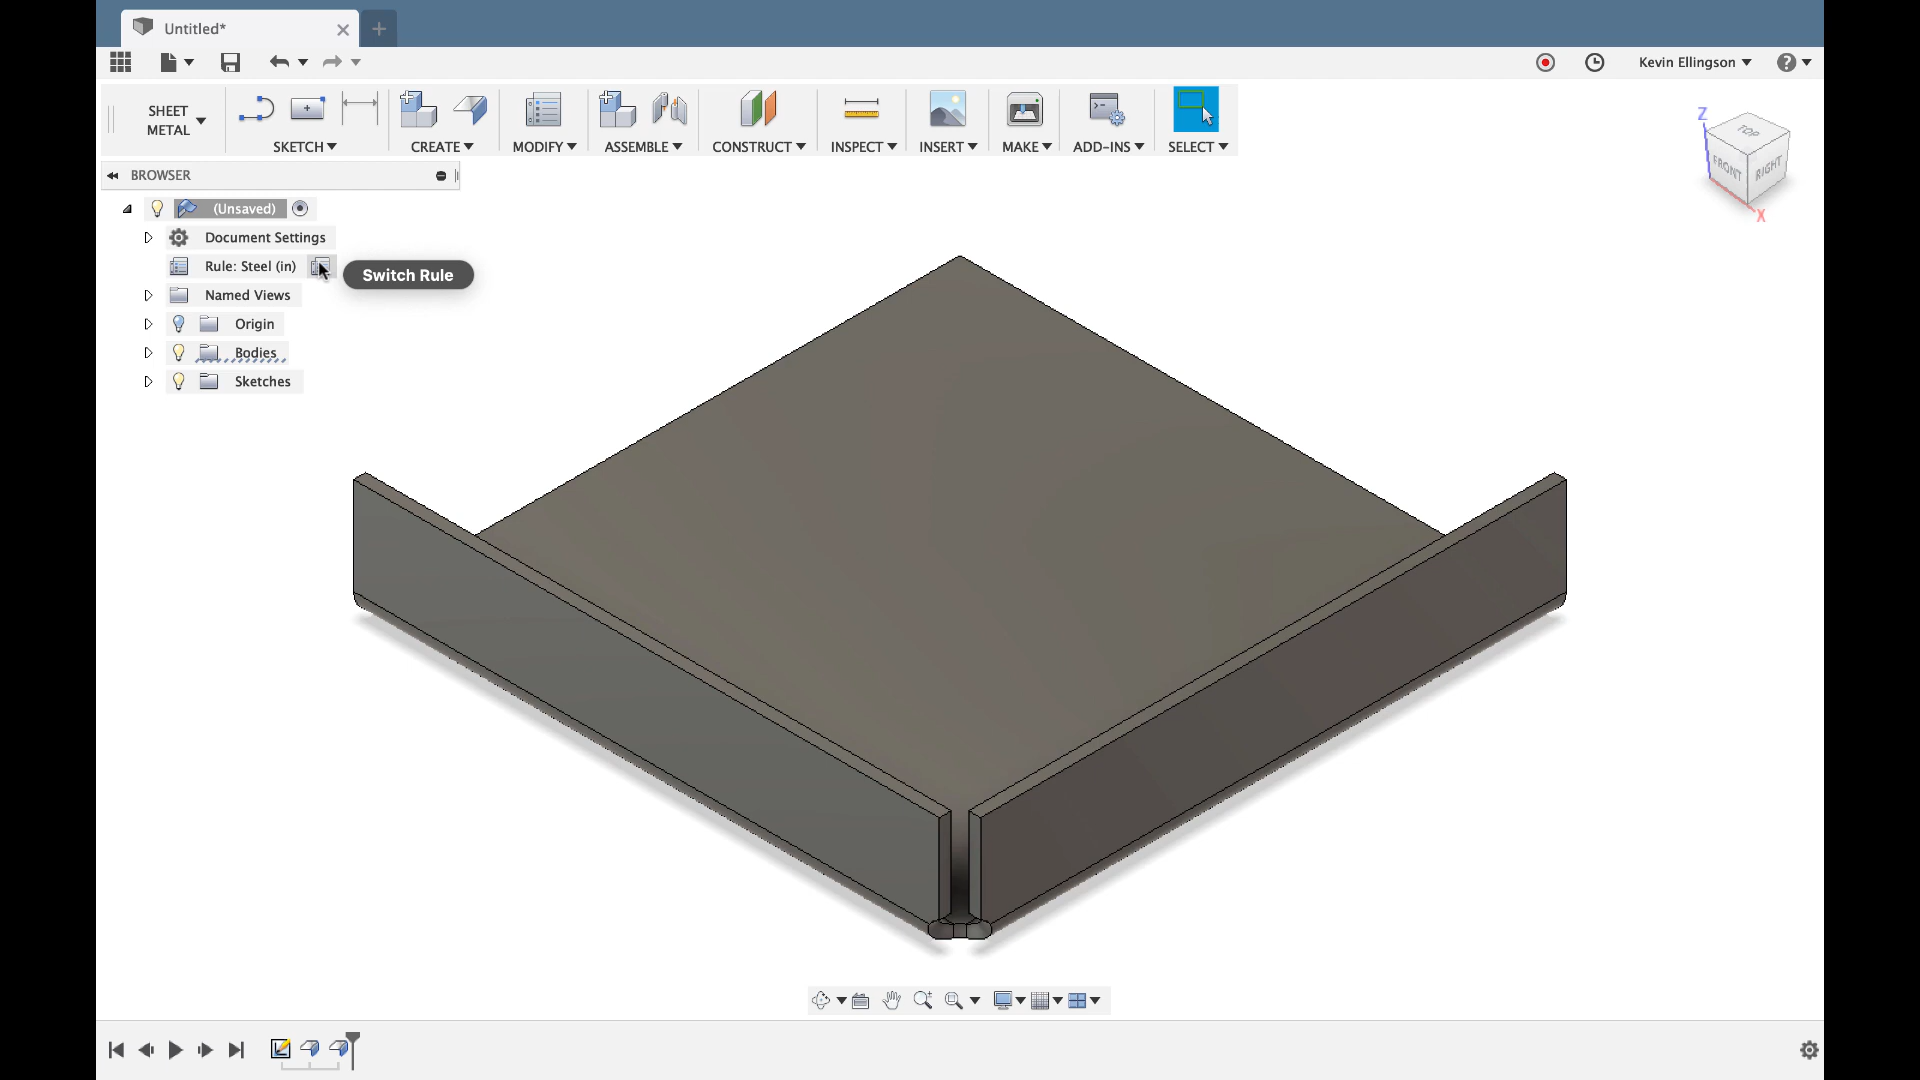 Untitled*
Kevin Ellingson
SHEET
METAL
SKETCH
CREATE
MODIFY
ASSEMBLE
CONSTRUCT
INSPECT
INSERT
MAKE
ADD-INS
SELECT
BROWSER
(Unsaved)
Document Settings
Rule: Steel (in)
Switch Rule
Named Views
Origin
Bodies
Sketches
Z
TOP
FRONT
RIGHT
X